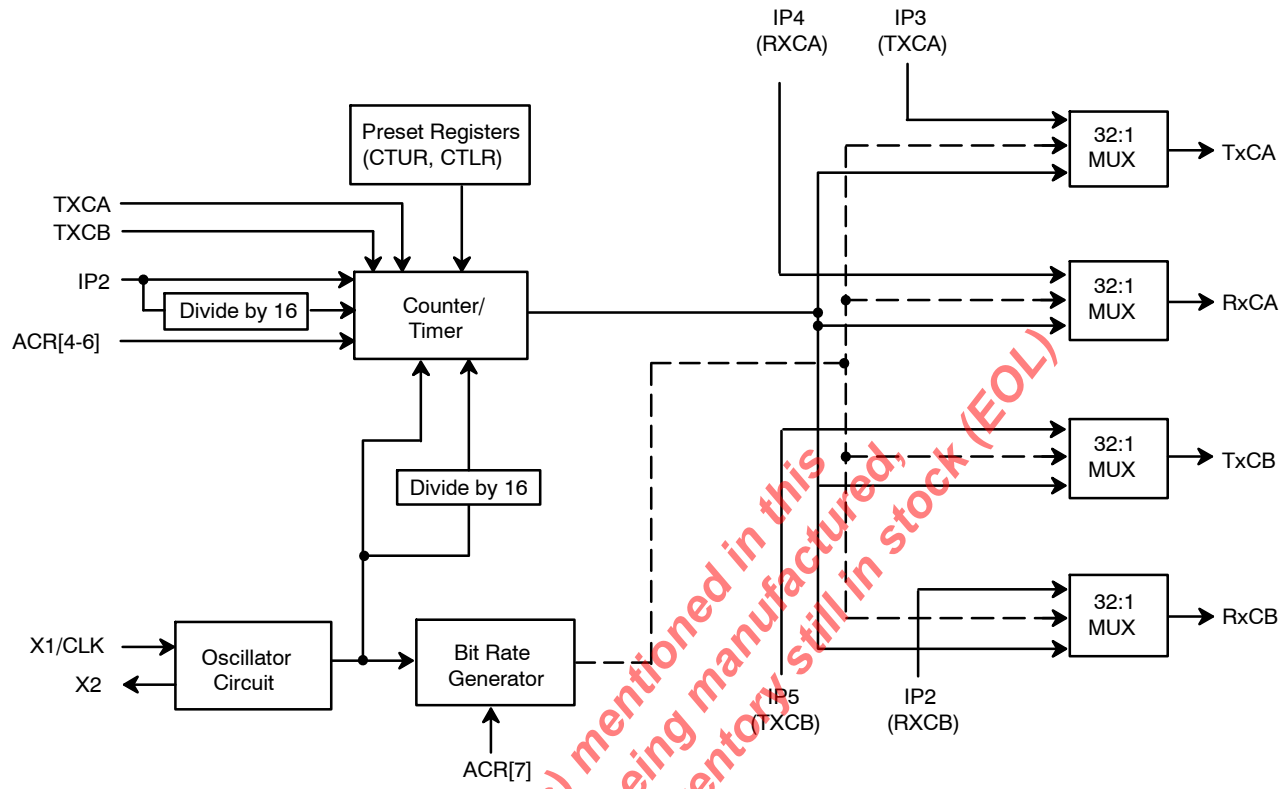 IP4
(RXCA)
IP3
(TXCA)
Preset Registers
(CTUR, CTLR)
32:1
MUX
TxCA
TXCA
TXCB
IP2
Divide by 16
ACR[4-6]
Counter/
Timer
32:1
MUX
RxCA
Divide by 16
32:1
MUX
TxCB
X1/CLK
X2
Oscillator
Circuit
Bit Rate
Generator
ACR[7]
32:1
MUX
RxCB
IP5
(TXCB)
IP2
(RXCB)
) mentioned in this
eing manufactured,
entory still in stock (EOL)